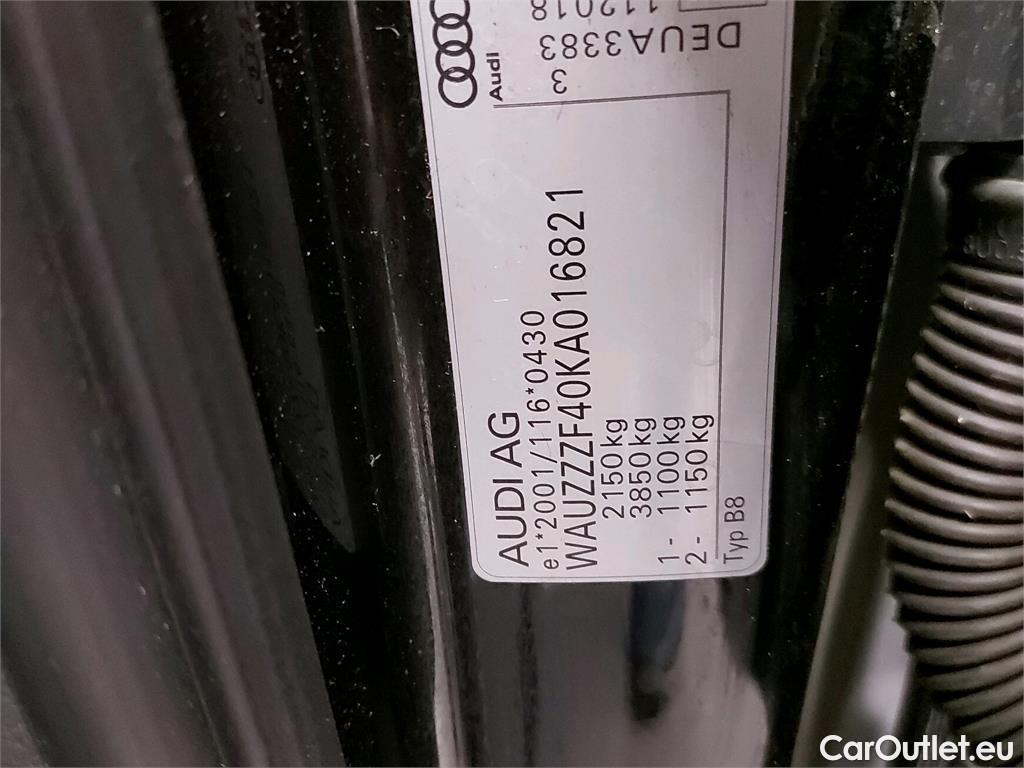 AUDI AG
e1*2001/116*0430
WAUZZZF40KA016821
2150kg
3850kg
1- 1100kg
2- 1150kg
Typ B8
3
DEUA3383
112018
Audi
CarOutlet.eu